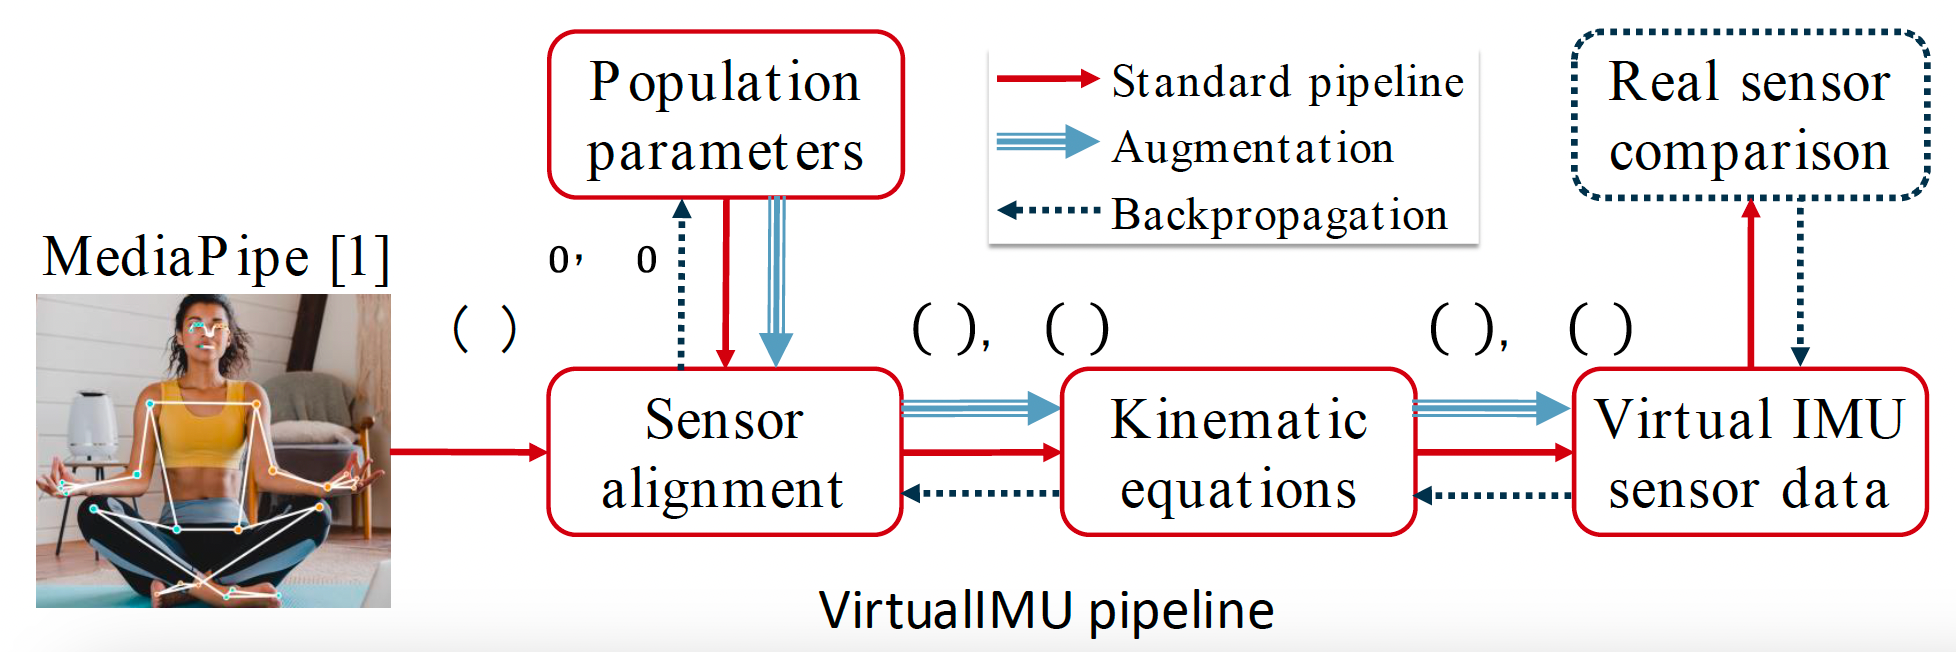 Population
parameters
Standard pipeline
Augmentation
Backpropagation
Real sensor
comparison
MediaPipe [1]
0, 0
( )
( ), ( )
( ), ( )
Sensor
alignment
Kinematic
equations
Virtual IMU
sensor data
VirtualIMU pipeline